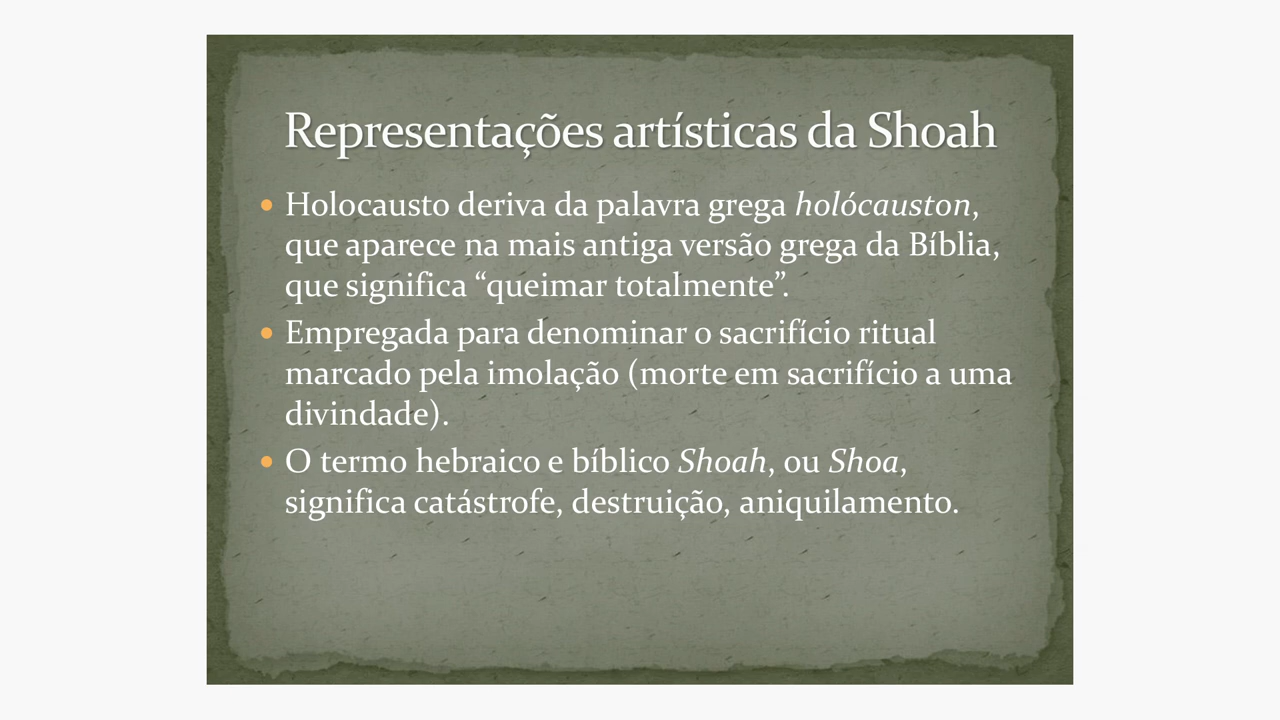 Representações artísticas da Shoah
• Holocausto deriva da palavra grega holócauston,
que aparece na mais antiga versão grega da Bíblia,
que significa “queimar totalmente”.
• Empregada para denominar o sacrifício ritual
marcado pela imolação (morte em sacrifício a uma
divindade).
• O termo hebraico e bíblico Shoah, ou Shoa,
significa catástrofe, destruição, aniquilamento.